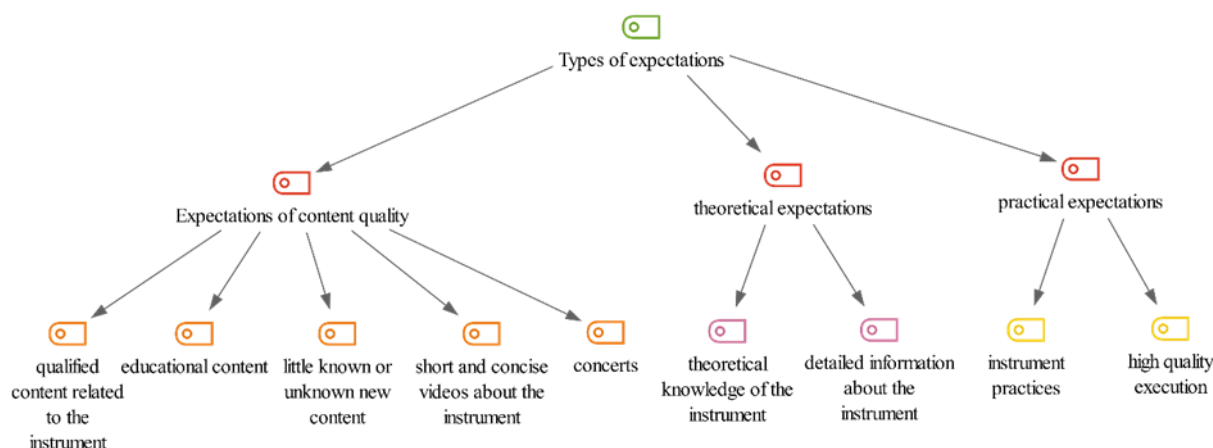 Types of expectations
Expectations of content quality
theoretical expectations
practical expectations
qualified
content related
to the
instrument
educational content
little known or
unknown new
content
short and concise
videos about the
instrument
concerts
theoretical
knowledge of the
instrument
detailed information
about the
instrument
instrument
practices
high quality
execution